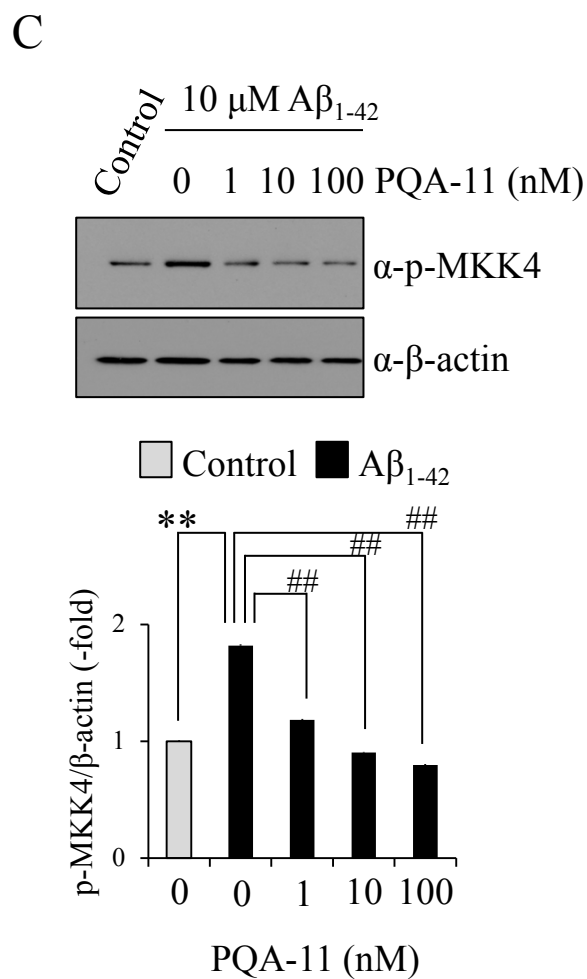 C
Control
10 μM Aβ1-42
0 1 10 100 PQA-11 (nM)
α-p-MKK4
α-β-actin
Control Aβ1-42
** ##
##
##
p-MKK4/β-actin (-fold)
2
1
0
0 0 1 10 100
PQA-11 (nM)